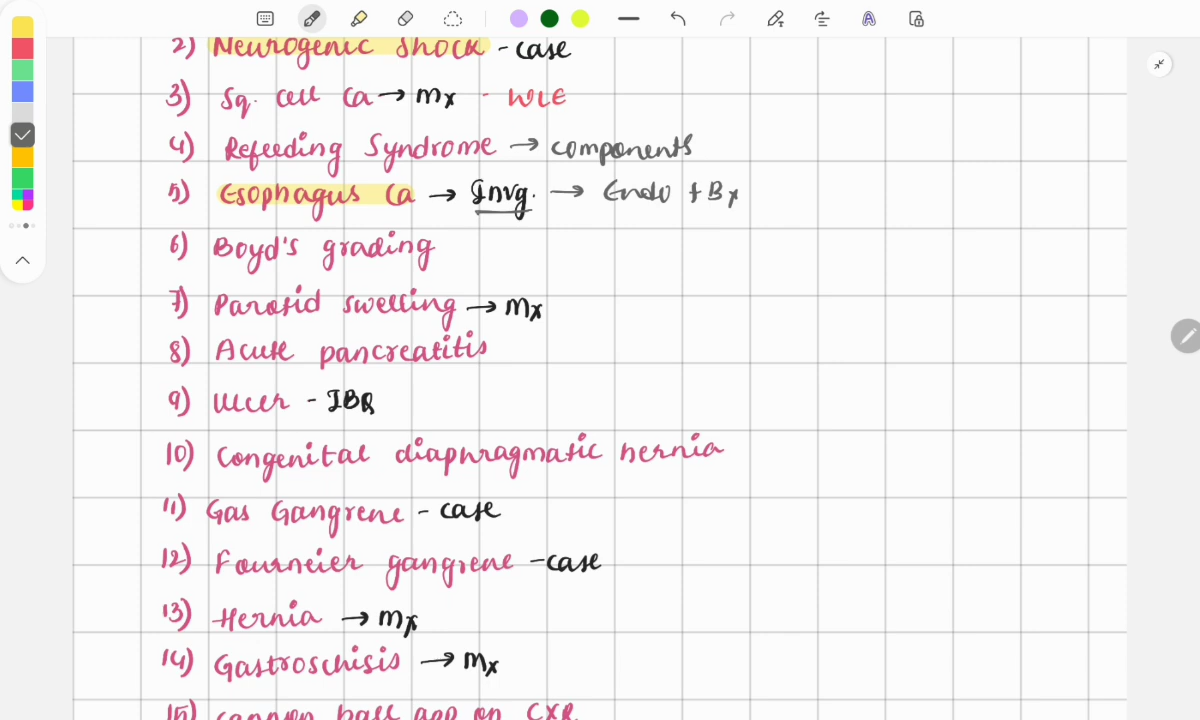 2) Neurogenic Shock - case
3) Sq. cell Ca → Mx - WLE
4) Refeeding Syndrome → components
5) Esophagus Ca → Invg. → Endo + Bx
6) Boyd's grading
7) Parotid swelling → Mx
8) Acute pancreatitis
9) Ulcer - IBQ
10) Congenital diaphragmatic hernia
11) Gas Gangrene - case
12) Fourneier gangrene - case
13) Hernia → Mx
14) Gastroschisis → Mx
15) cannon ball app on CXR